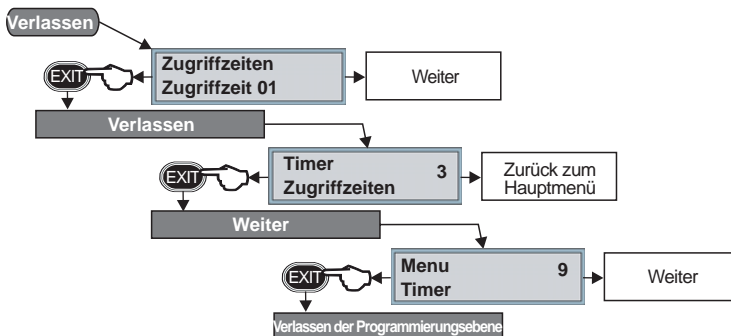 Verlassen
Zugriffzeiten
Zugriffzeit 01
EXIT
Weiter
Verlassen
Timer 3
Zugriffzeiten
EXIT
Zurück zum
Hauptmenü
Weiter
Menu 9
Timer
EXIT
Weiter
Verlassen der Programmierungsebene